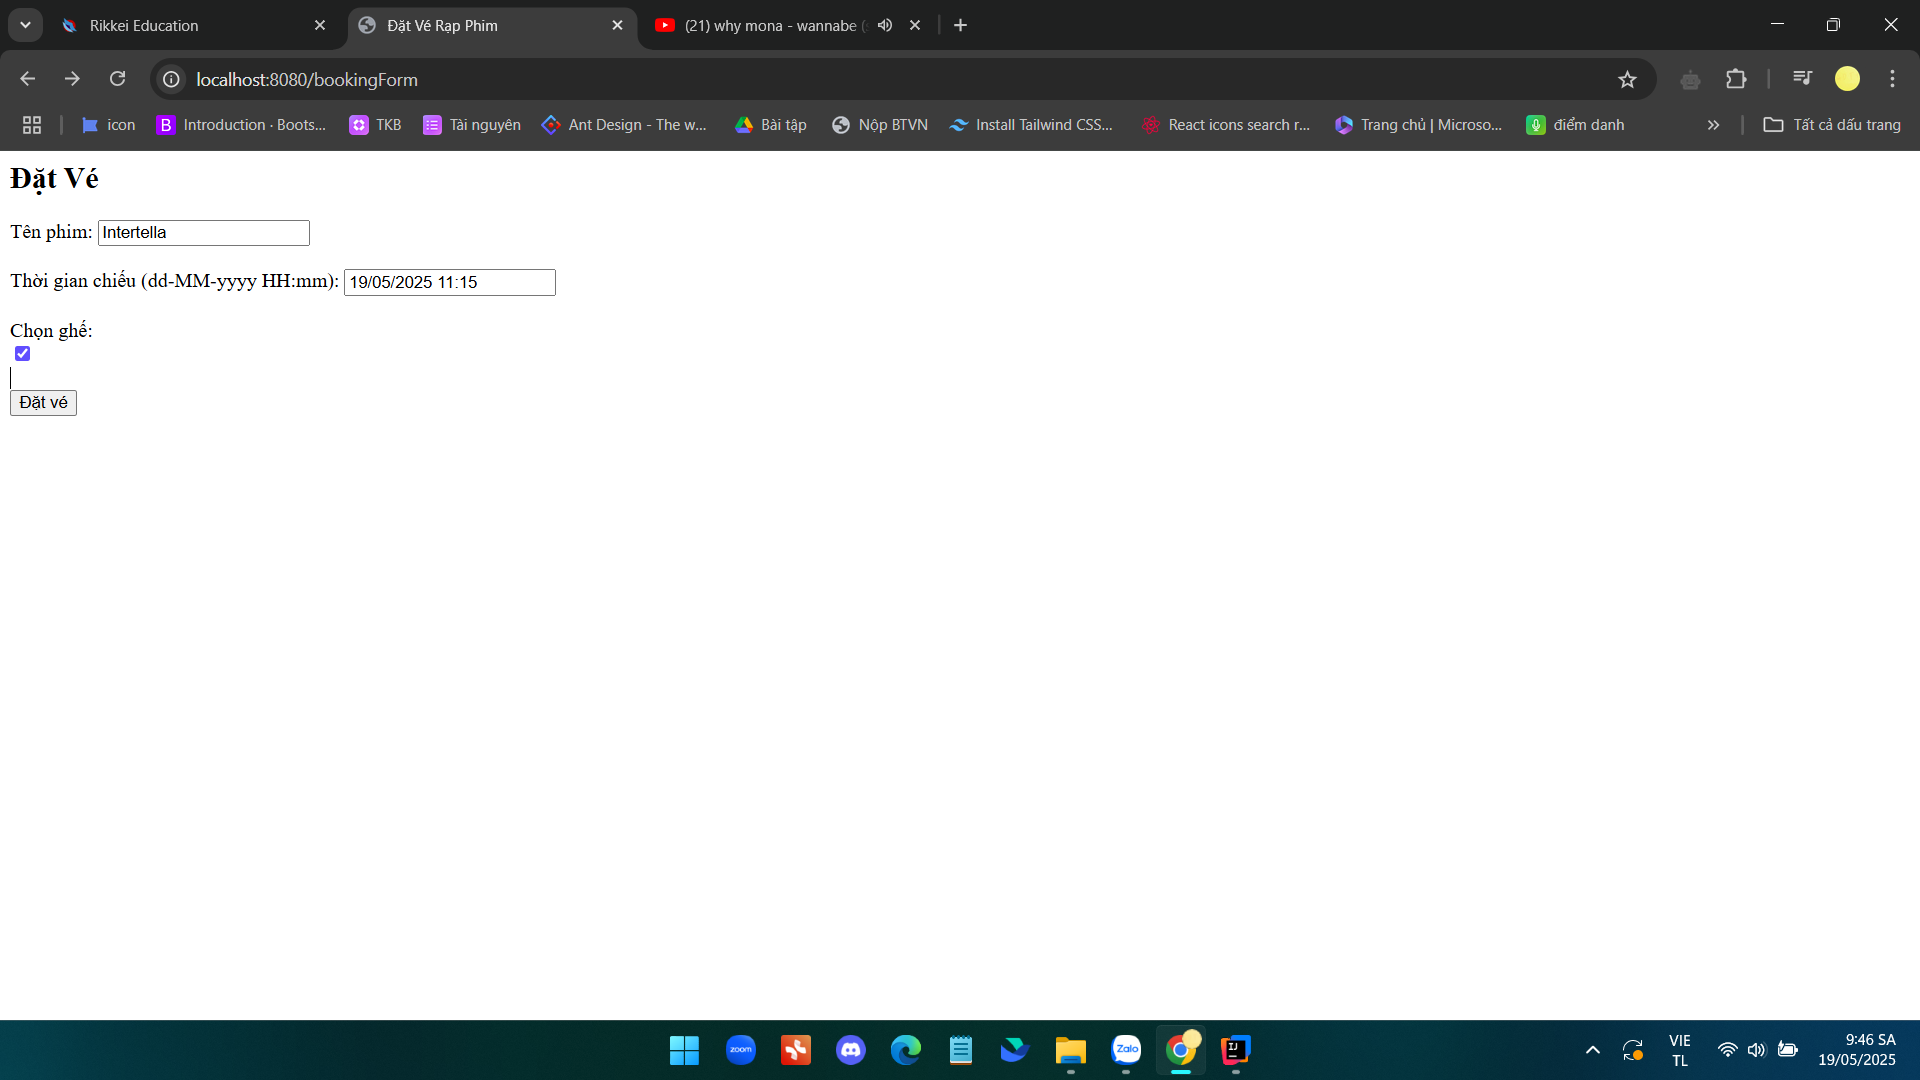 Rikkei Education
Đặt Vé Rạp Phim
(21) why mona - wannabe (
localhost:8080/bookingForm
icon
B Introduction · Boots...
TKB
Tài nguyên
Ant Design - The w...
Bài tập
Nộp BTVN
Install Tailwind CSS...
React icons search r...
Trang chủ | Microso...
điểm danh
Tất cả dấu trang
Đặt Vé
Tên phim: Intertella
Thời gian chiếu (dd-MM-yyyy HH:mm): 19/05/2025 11:15
Chọn ghế:
Đặt vé
zoom
Zalo
IJ
VIE
TL
9:46 SA
19/05/2025